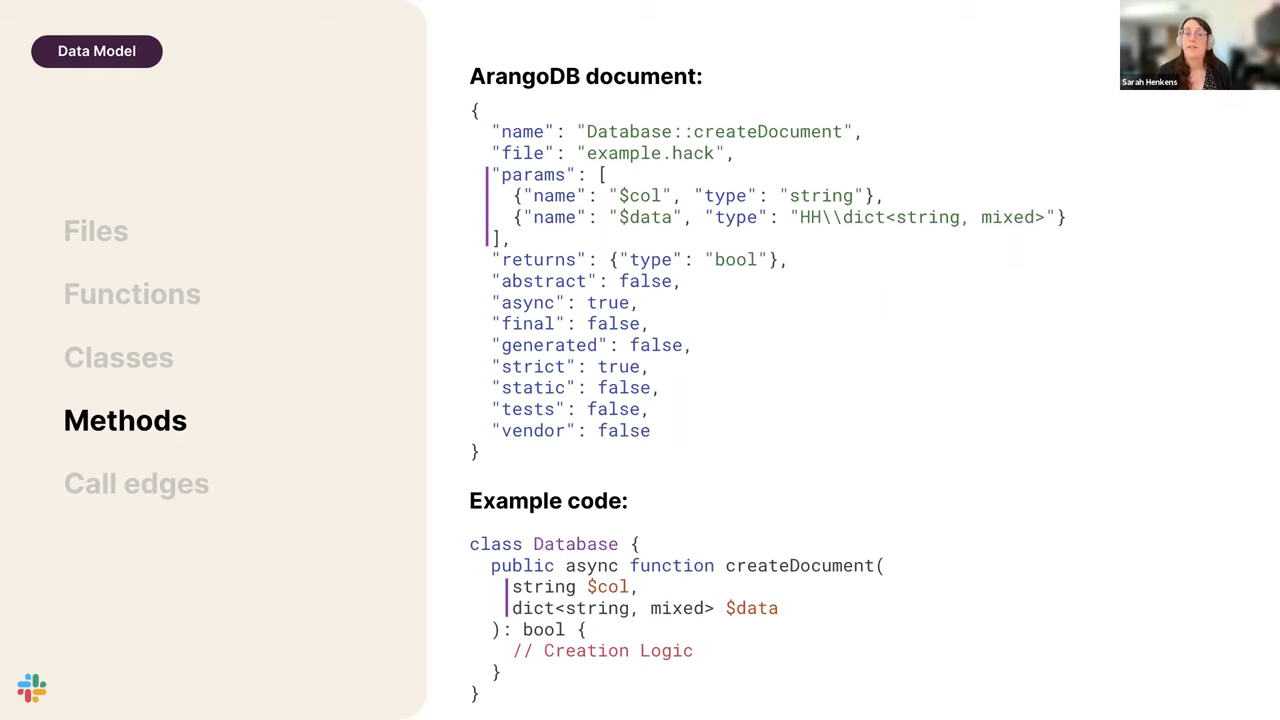 Data Model
Files
Functions
Classes
Methods
Call edges
ArangoDB document:
{
"name": "Database::createDocument",
"file": "example.hack",
"params": [
{"name": "$col", "type": "string"},
{"name": "$data", "type": "HH\\dict<string, mixed>"}
],
"returns": {"type": "bool"},
"abstract": false,
"async": true,
"final": false,
"generated": false,
"strict": true,
"static": false,
"tests": false,
"vendor": false
}
Example code:
class Database {
public async function createDocument(
string $col,
dict<string, mixed> $data
): bool {
// Creation Logic
}
}
Sarah Henkens